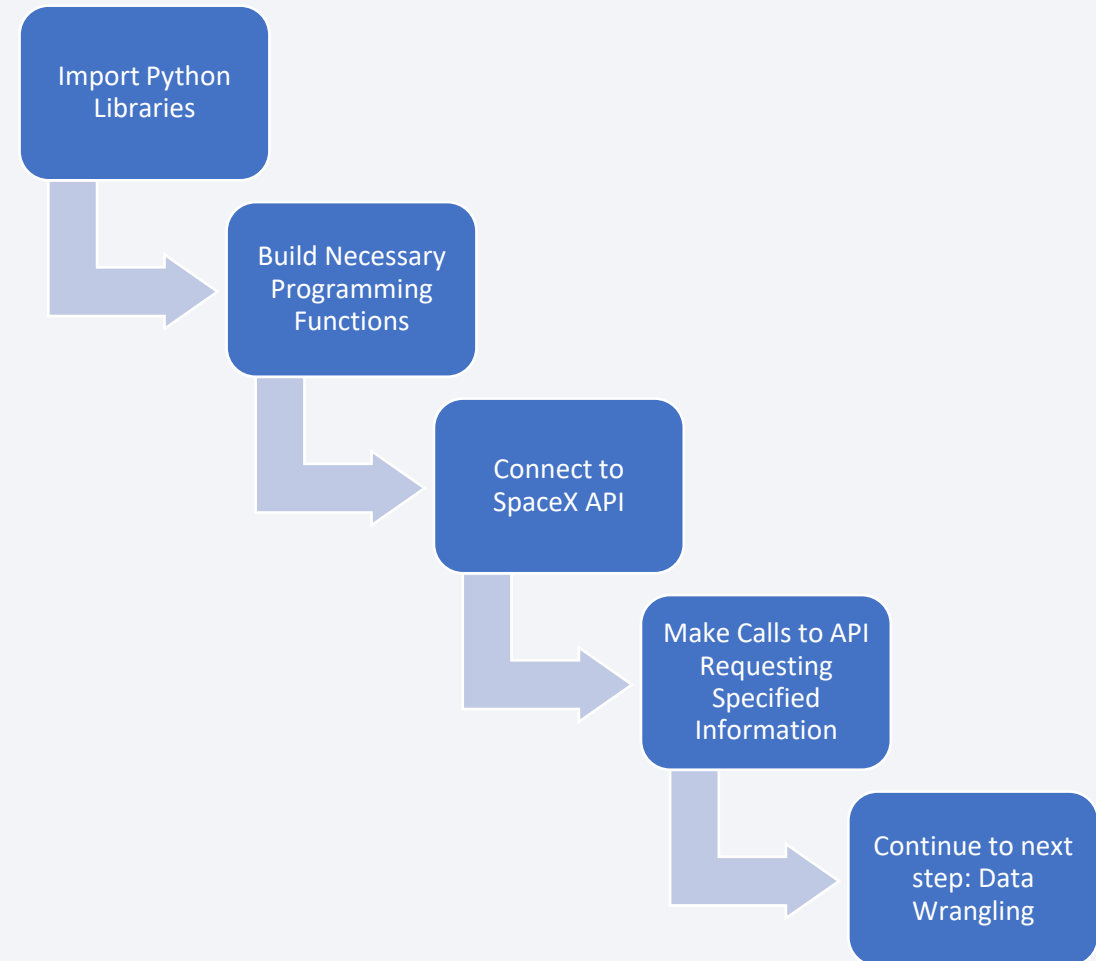 Import Python
Libraries
Build Necessary
Programming
Functions
Connect to
SpaceX API
Make Calls to API
Requesting
Specified
Information
Continue to next
step: Data
Wrangling